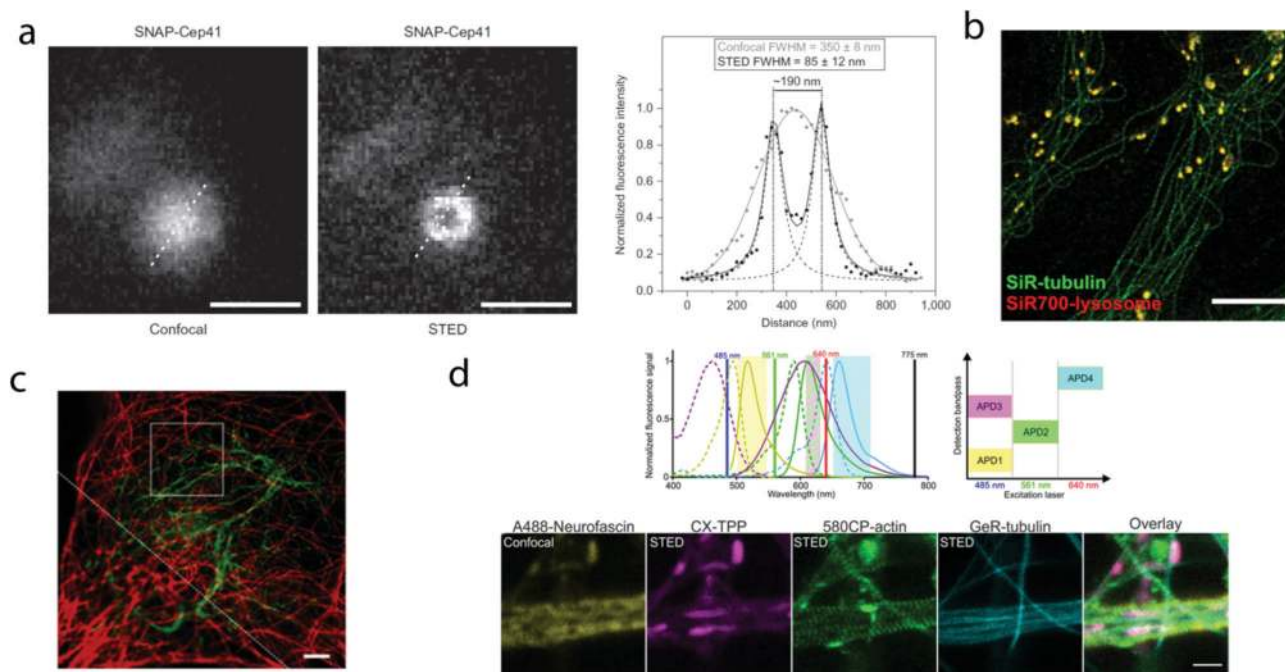 a
SNAP-Cep41
SNAP-Cep41
Confocal
STED
Confocal FWHM = 350 ± 8 nm
STED FWHM = 85 ± 12 nm
~190 nm
Normalized fluorescence intensity
1.0
0.8
0.6
0.4
0.2
0.0
0
200
400
600
800
1,000
Distance (nm)
b
SiR-tubulin
SiR700-lysosome
c
d
485 nm
561 nm
640 nm
775 nm
Normalized fluorescence signal
1
0.5
0
400
500
600
700
800
Wavelength (nm)
Detection bandpass
APD4
APD3
APD2
APD1
485 nm
561 nm
640 nm
Excitation laser
A488-Neurofascin
CX-TPP
580CP-actin
GeR-tubulin
Overlay
Confocal
STED
STED
STED